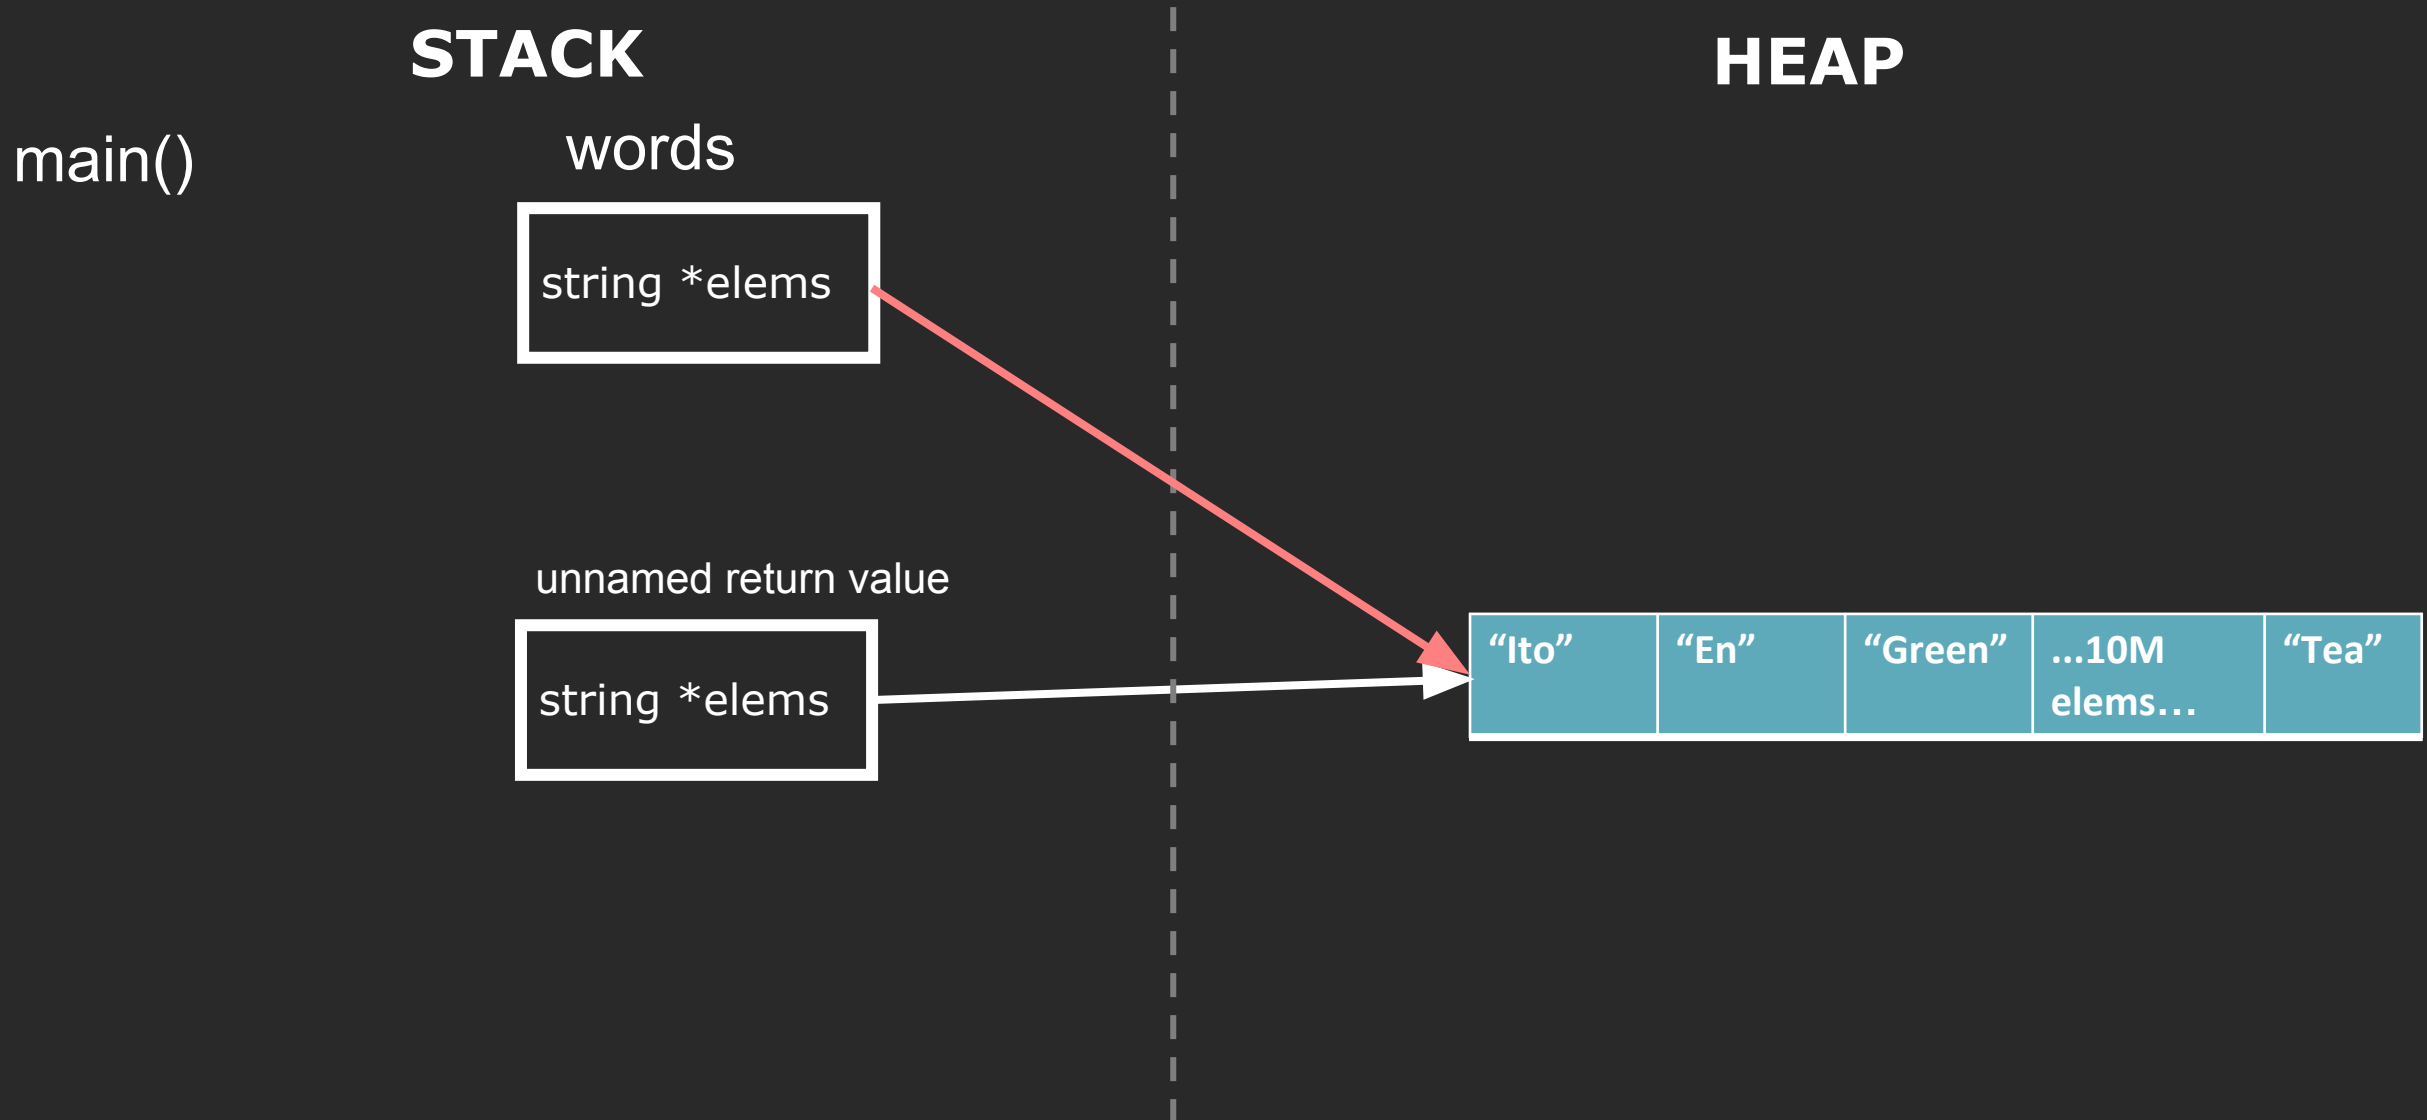 STACK
HEAP
main()
words
string *elems
unnamed return value
string *elems
“Ito”
“En”
“Green”
...10M
elems…
“Tea”